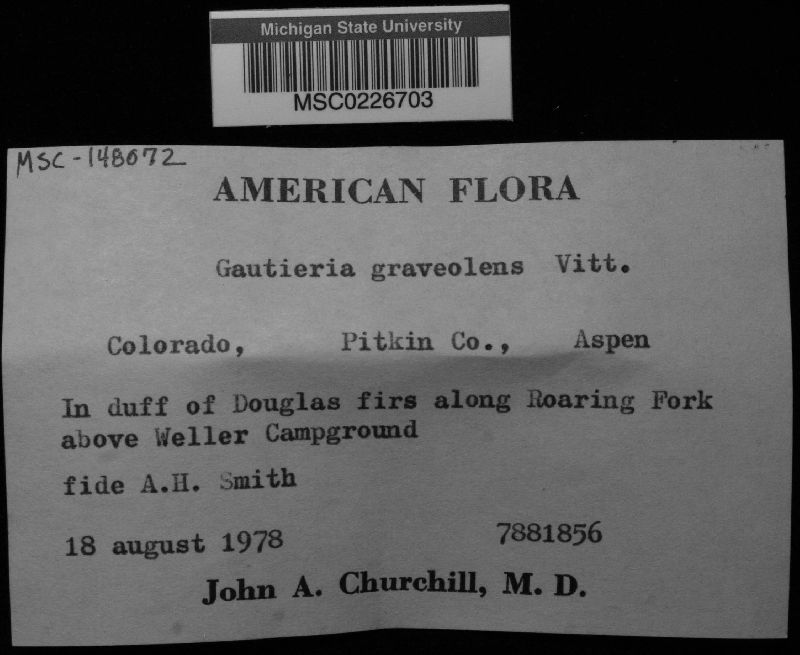 Michigan State University
MSC0226703
MSC-148072
AMERICAN FLORA
Gautieria graveolens Vitt.
Colorado, Pitkin Co., Aspen
In duff of Douglas firs along Roaring Fork
above Weller Campground
fide A.H. Smith
18 august 1978 7881856
John A. Churchill, M. D.